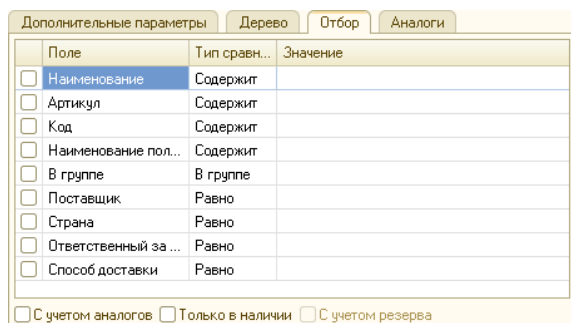 Дополнительные параметры Дерево Отбор Аналоги
Поле Тип сравн... Значение
Наименование Содержит
Артикул Содержит
Код Содержит
Наименование пол... Содержит
В группе В группе
Поставщик Равно
Страна Равно
Ответственный за ... Равно
Способ доставки Равно
С учетом аналогов Только в наличии С учетом резерва